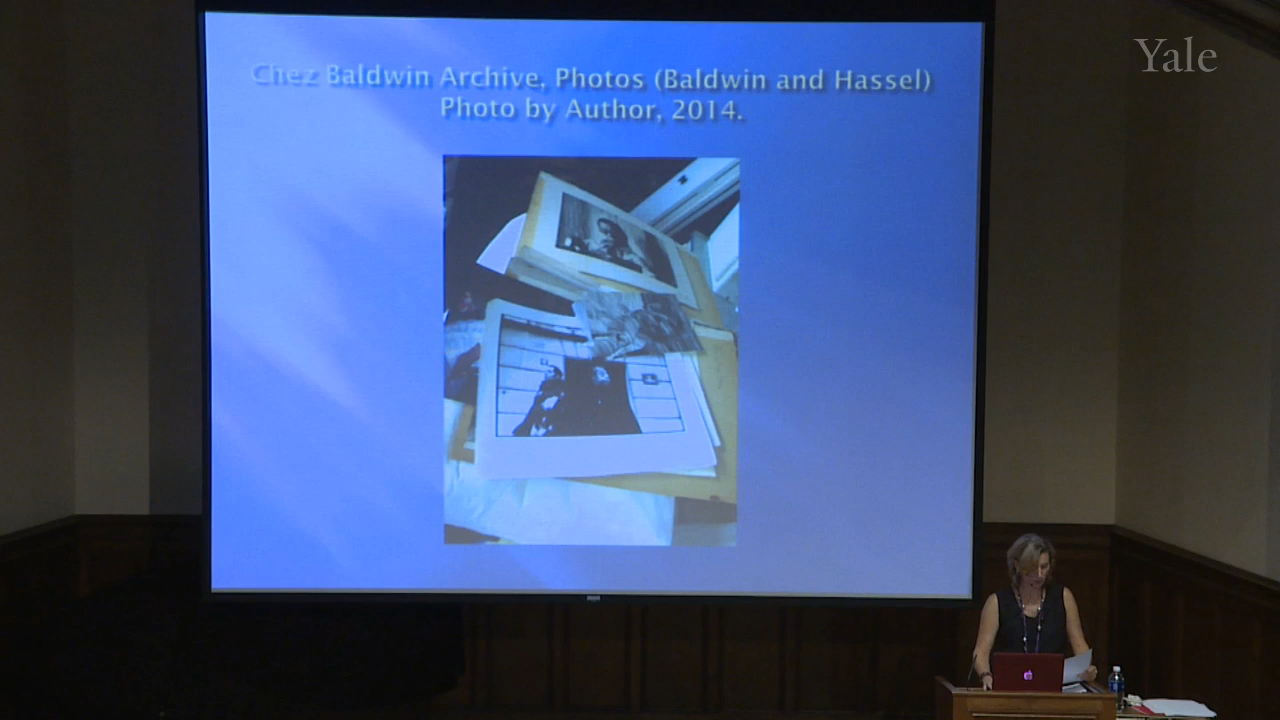 Yale
Chez Baldwin Archive, Photos (Baldwin and Hassel)
Photo by Author, 2014.